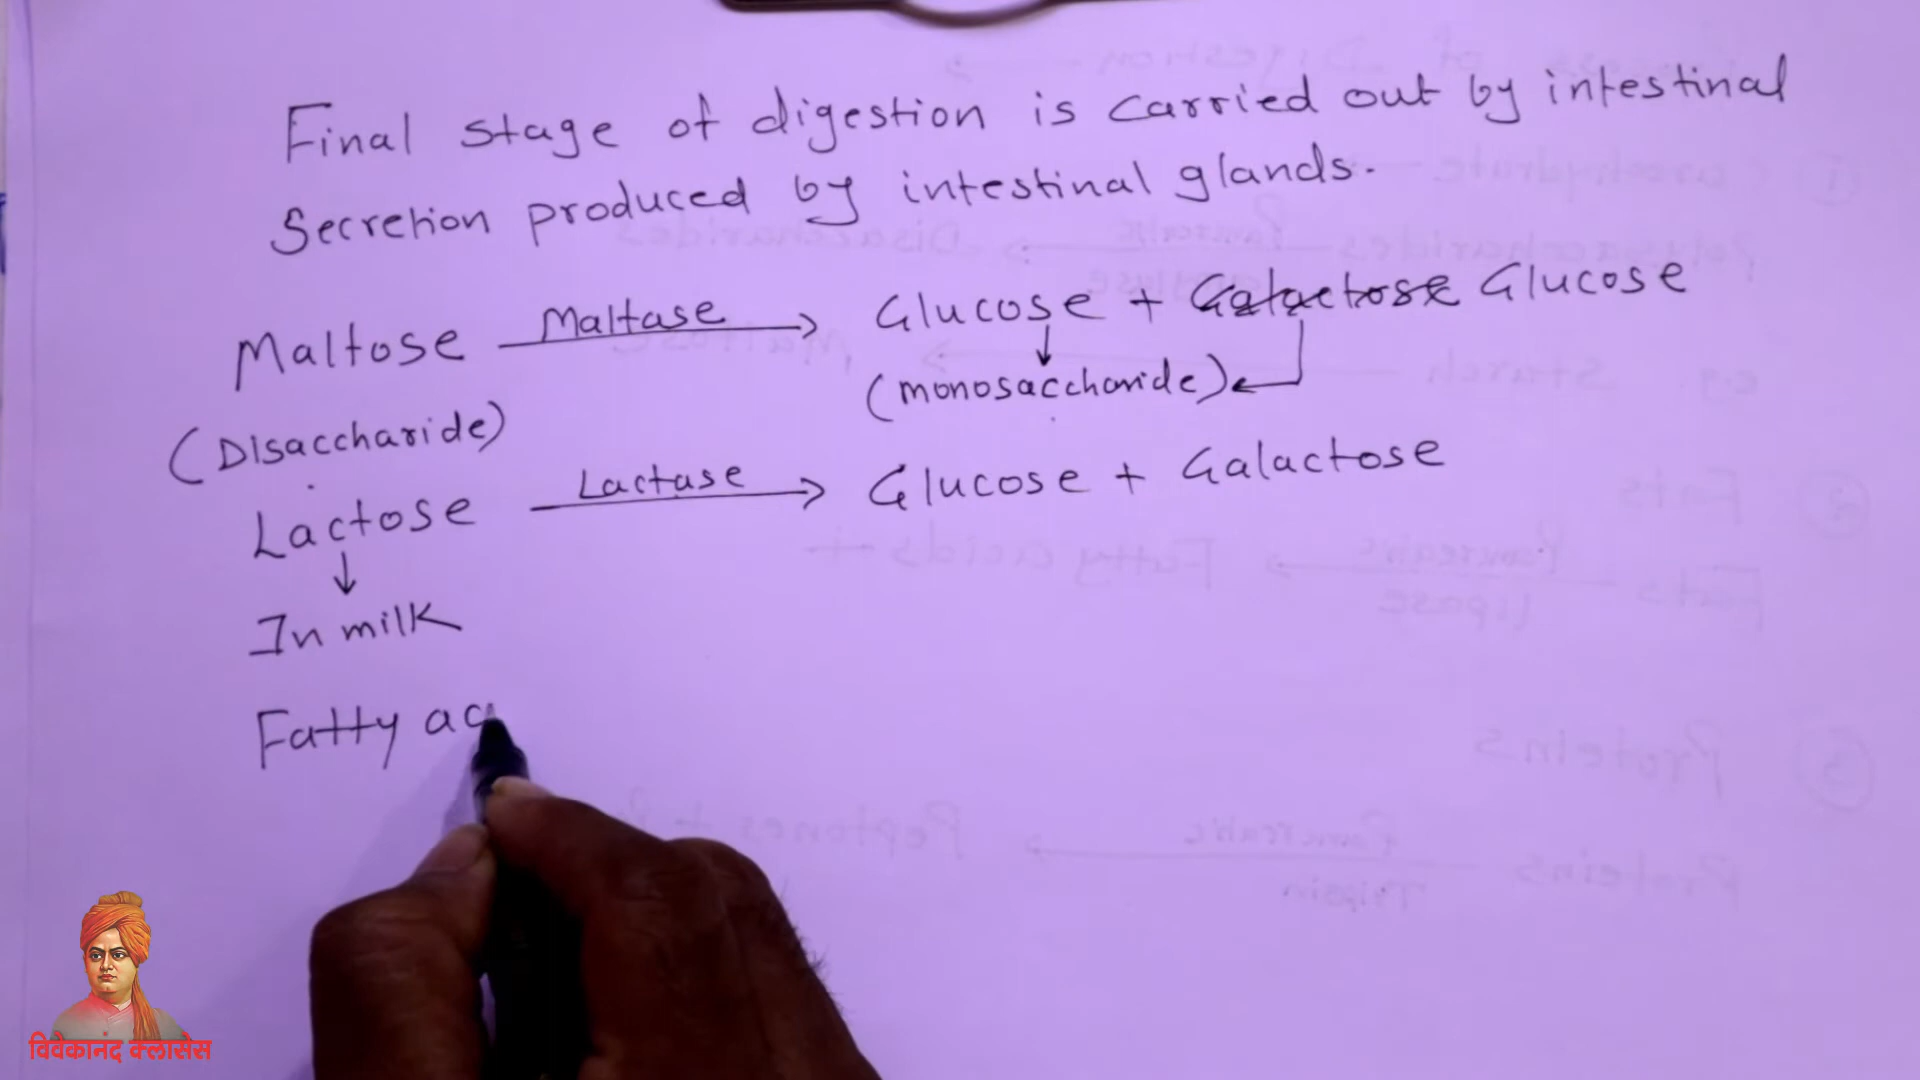 Final stage of digestion is carried out by intestinal
Secretion produced by intestinal glands.
Maltose Maltase → Glucose + Galactose Glucose
(Disaccharide) (monosaccharide)
Lactose Lactase → Glucose + Galactose
↓
In milk
Fatty ac
विवेकानंद क्लासेस